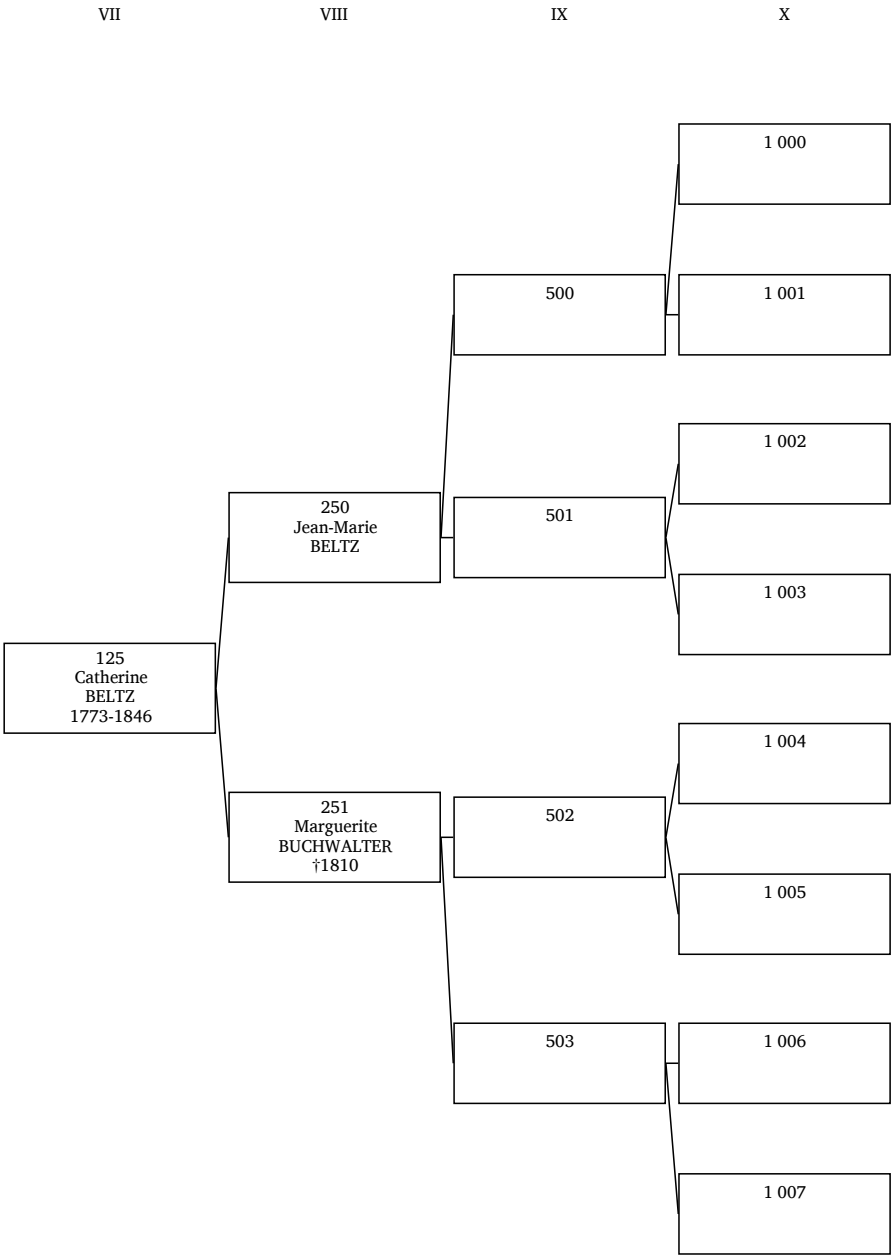 VII VIII IX X
1 000
500
1 001
1 002
250
Jean-Marie
BELTZ
501
1 003
125
Catherine
BELTZ
1773-1846
1 004
251
Marguerite
BUCHWALTER
†1810
502
1 005
503
1 006
1 007